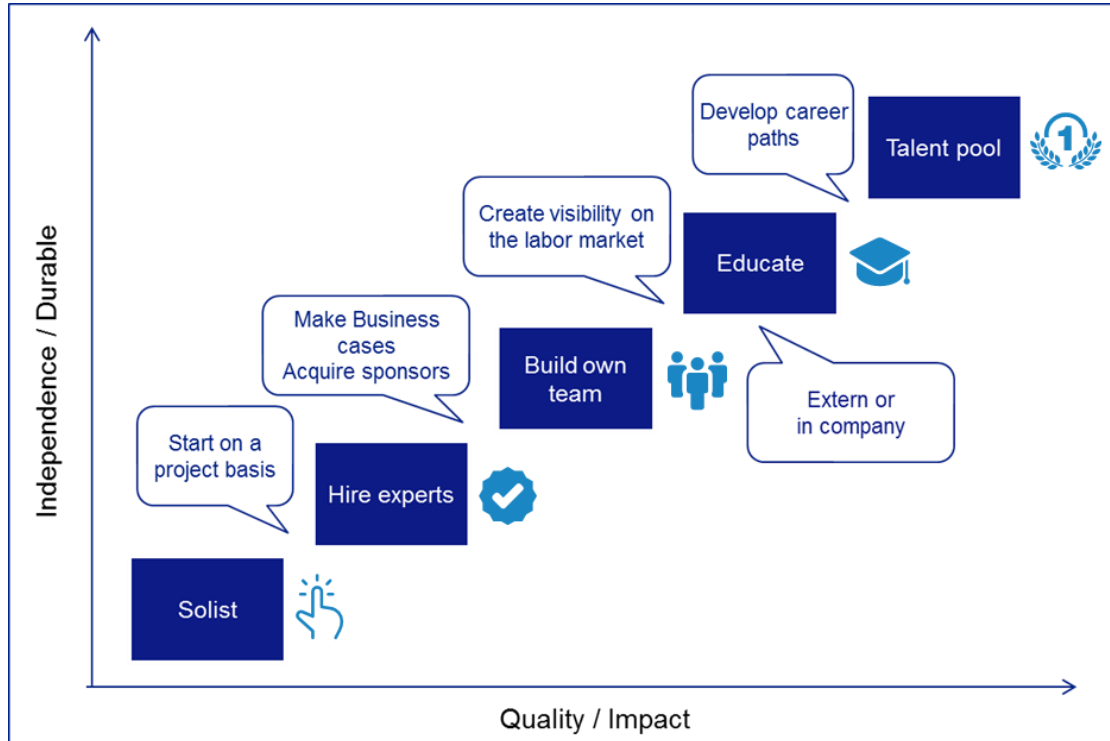 Develop career
paths
Talent pool
1
Create visibility on
the labor market
Educate
Make Business
cases
Acquire sponsors
Build own
team
Extern or
in company
Start on a
project basis
Hire experts
Solist
Independence / Durable
Quality / Impact